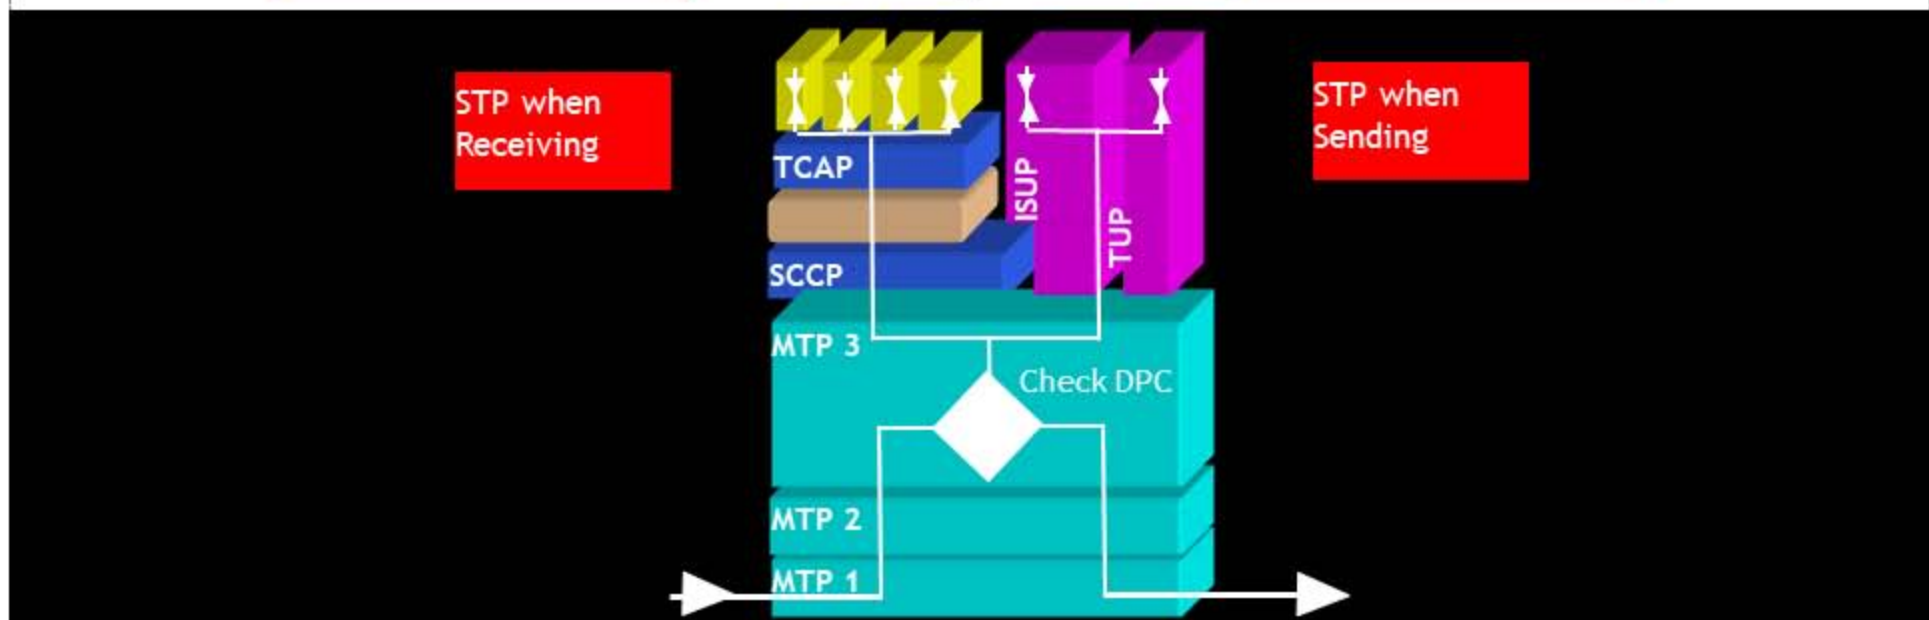 STP when
Receiving
STP when
Sending
TCAP
ISUP
TUP
SCCP
MTP 3
Check DPC
MTP 2
MTP 1